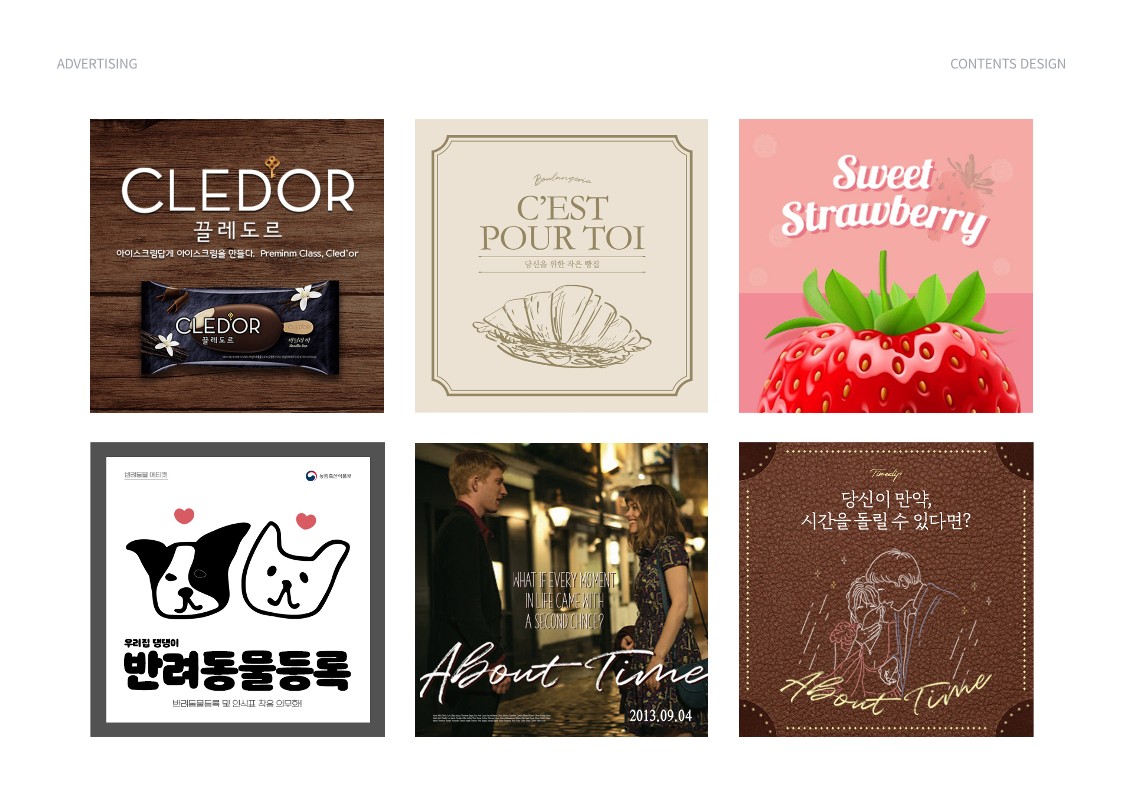 ADVERTISING
CONTENTS DESIGN
CLEDOR
끌레도르
아이스크림답게 아이스크림을 만들다. Preminm Class, Cled'or
CLEDOR
끌레도르
바닐라바
Boulangerie
C'EST
POUR TOI
당신을 위한 작은 빵집
Sweet
Strawberry
반려동물 에티켓
농림축산식품부
우리집 댕댕이
반려동물등록
반려동물등록 및 인식표 착용 의무화!
WHAT IF EVERY MOMENT
IN LIFE CAME WITH
A SECOND CHNCE?
About Time
2013.09.04
당신이 만약,
시간을 돌릴 수 있다면?
About Time